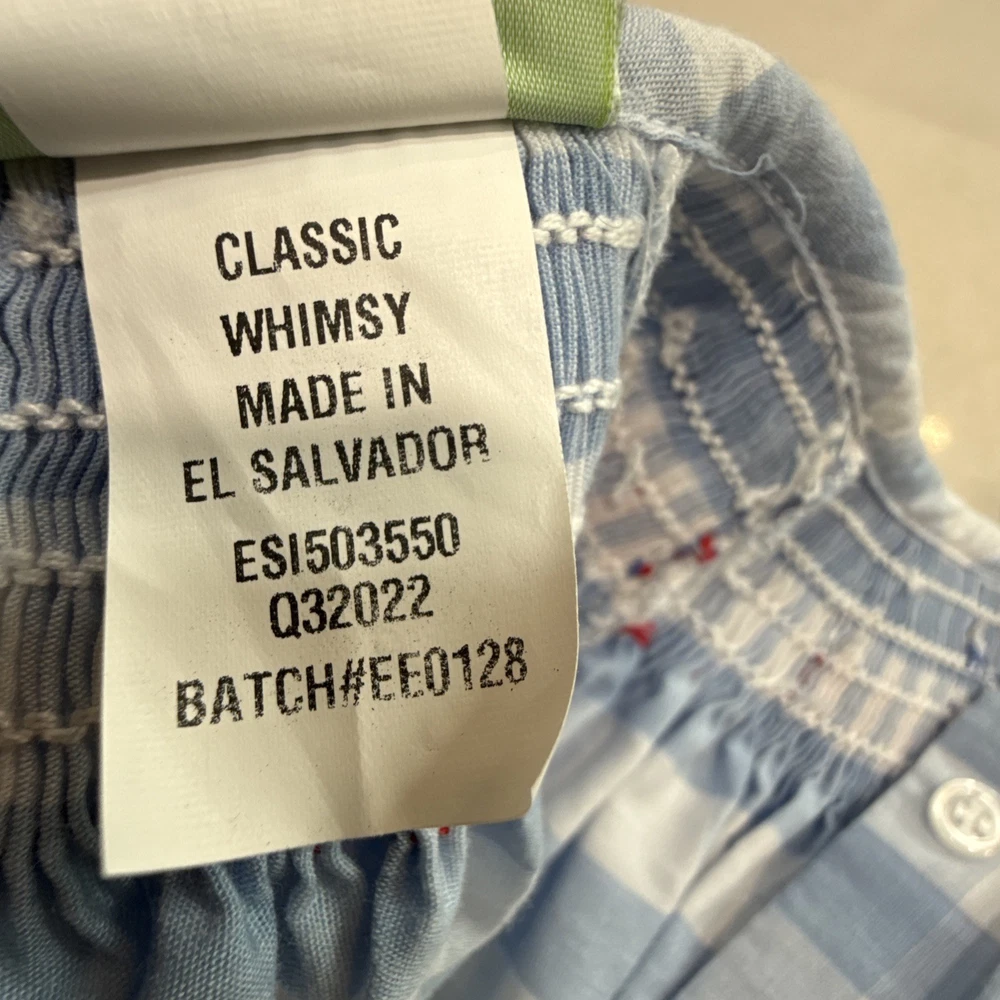 CLASSIC
WHIMSY
MADE IN
EL SALVADOR
ESI503550
Q32022
BATCH#EE0128